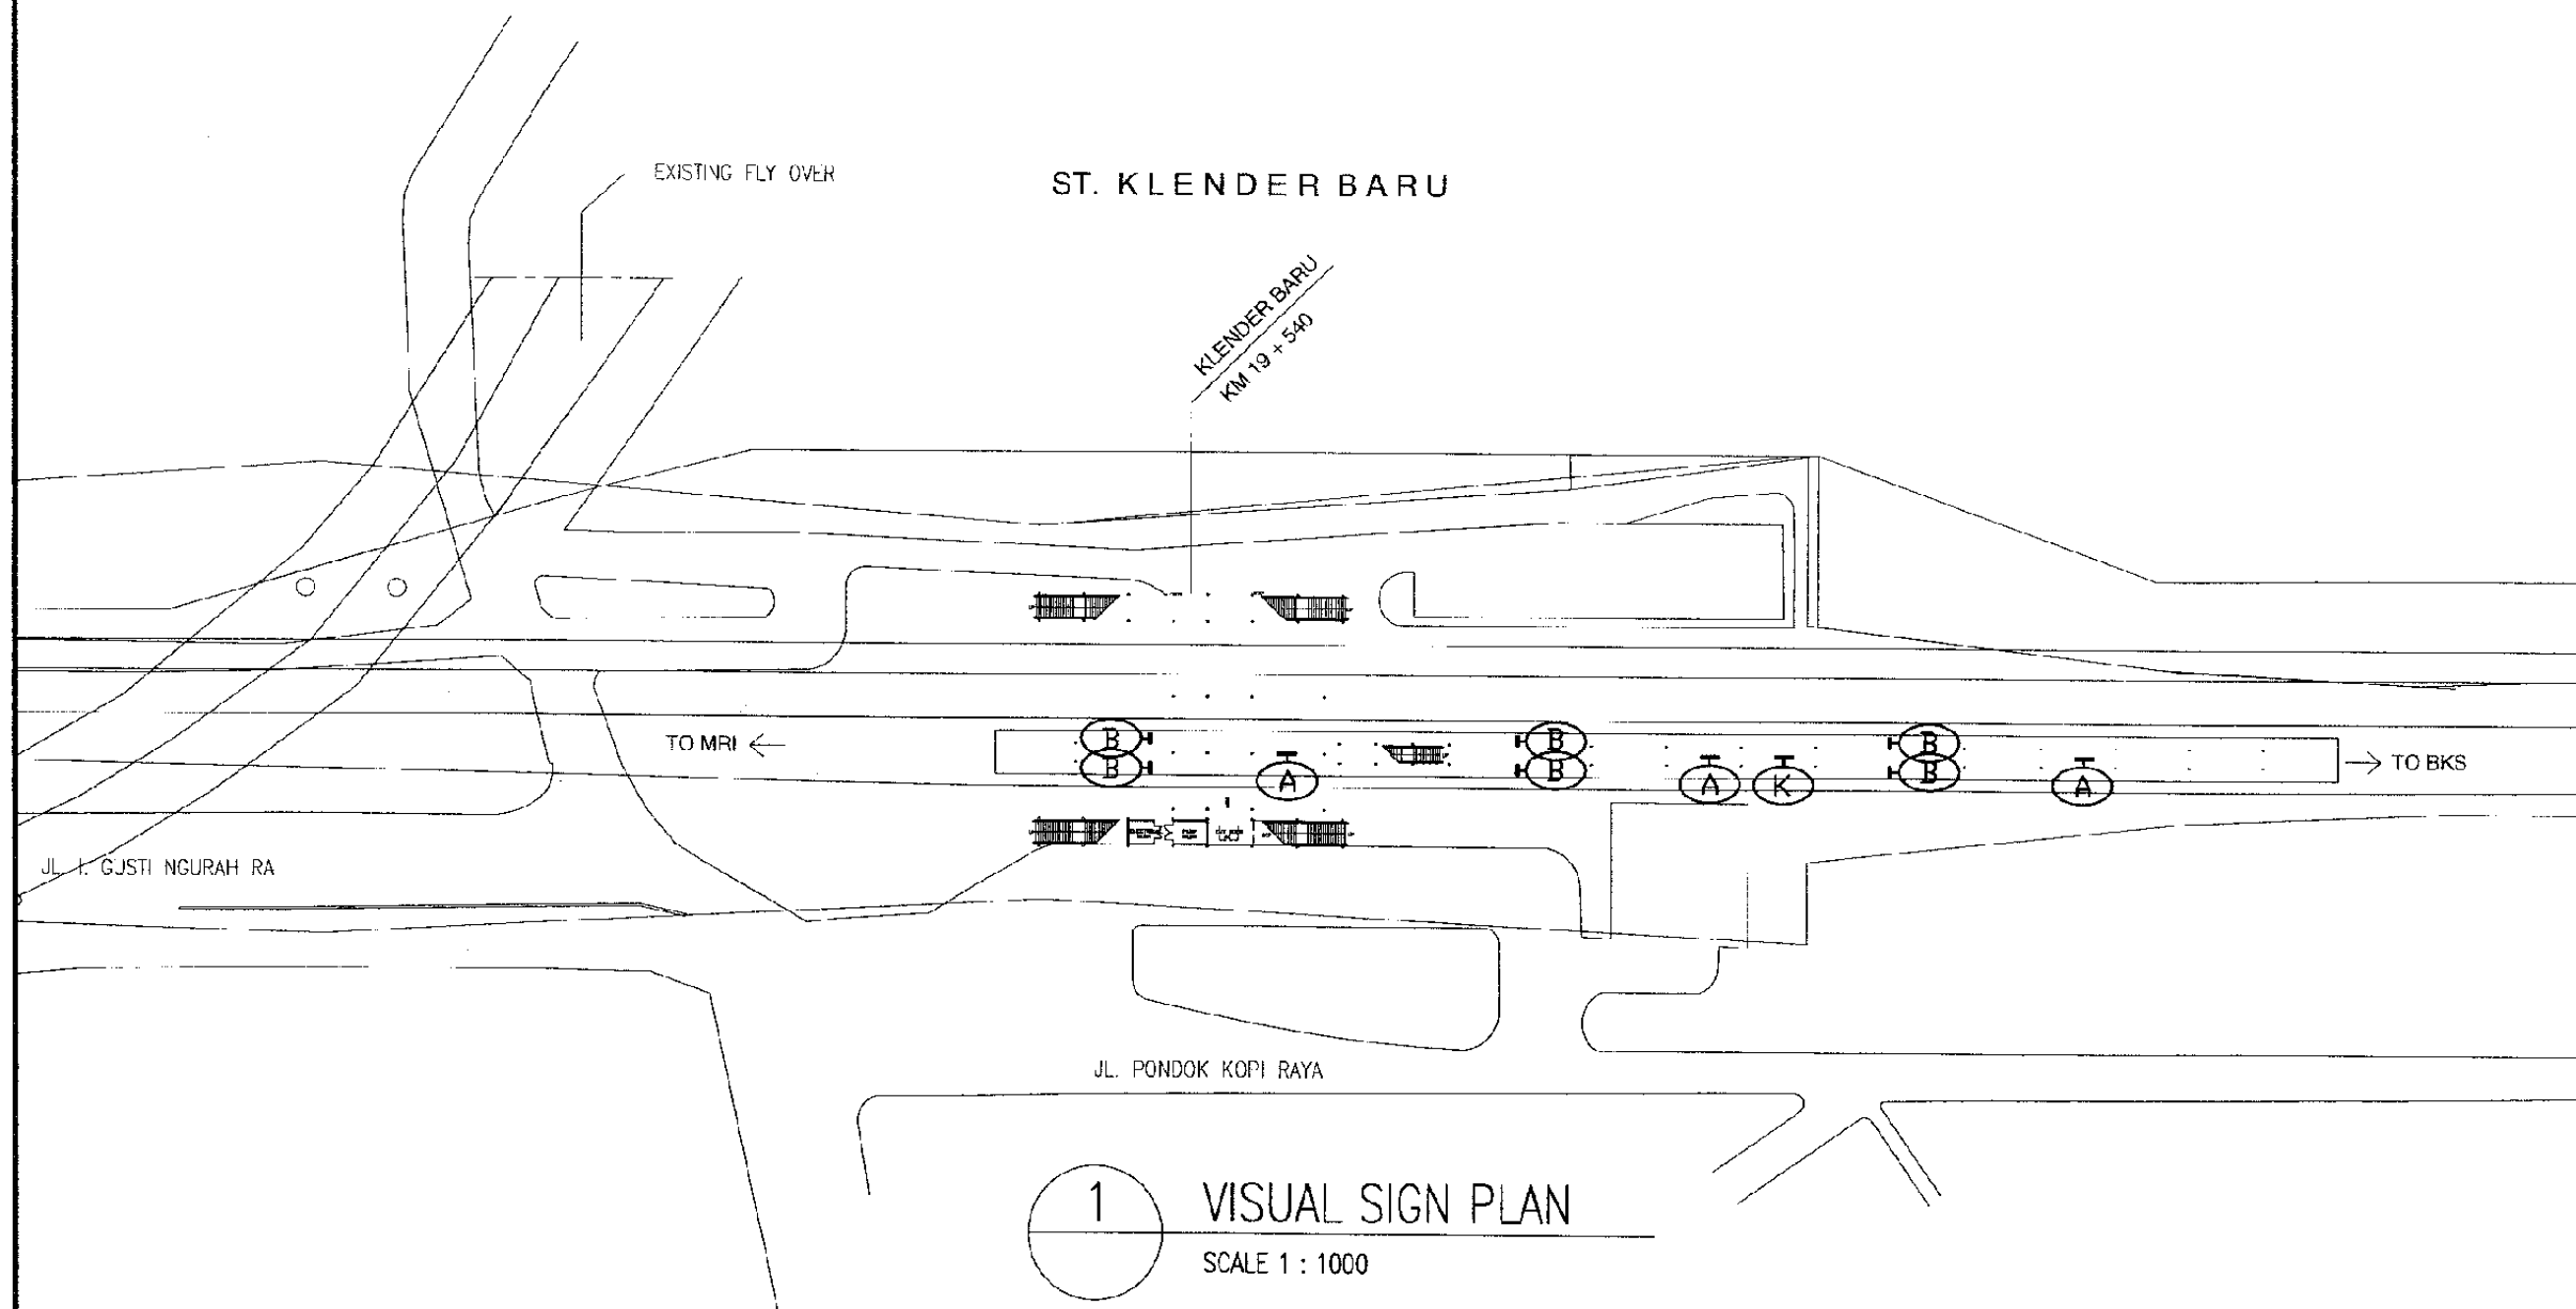 EXISTING FLY OVER
ST. KLENDER BARU
KLENDER BARU
KM 19 + 540
TO MRI
B
B
A
B
B
A
K
B
B
A
TO BKS
JL. I. GUSTI NGURAH RA
JL. PONDOK KOPI RAYA
1
VISUAL SIGN PLAN
SCALE 1 : 1000